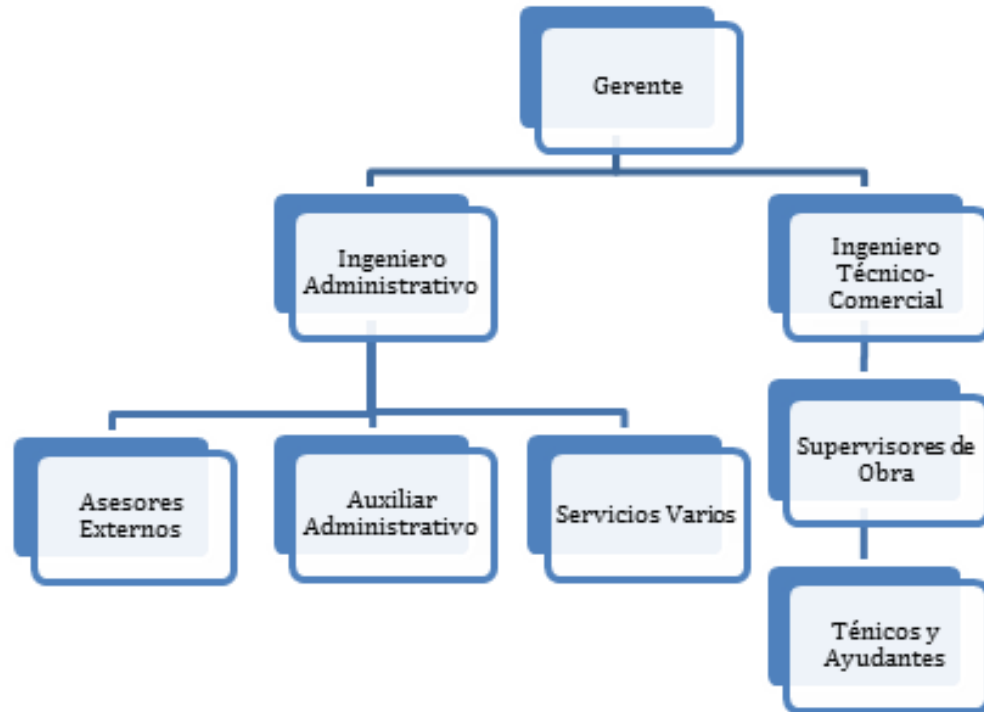 Gerente
Ingeniero
Administrativo
Ingeniero
Técnico-
Comercial
Asesores
Externos
Auxiliar
Administrativo
Servicios Varios
Supervisores de
Obra
Ténicos y
Ayudantes